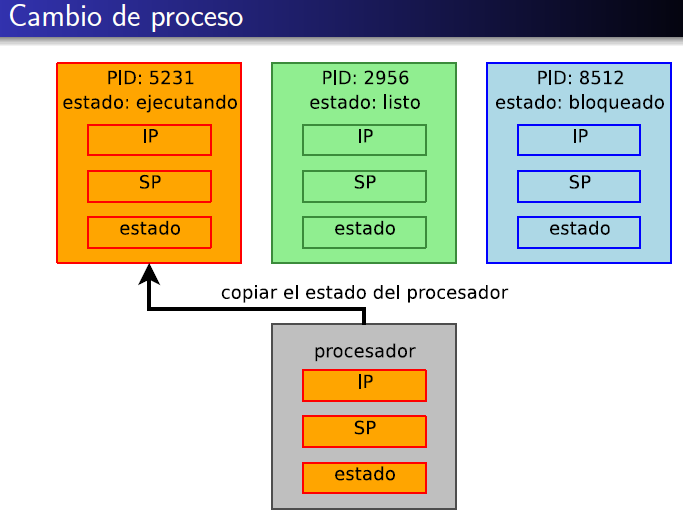 Cambio de proceso
PID: 5231
estado: ejecutando
IP
SP
estado
PID: 2956
estado: listo
IP
SP
estado
PID: 8512
estado: bloqueado
IP
SP
estado
copiar el estado del procesador
procesador
IP
SP
estado